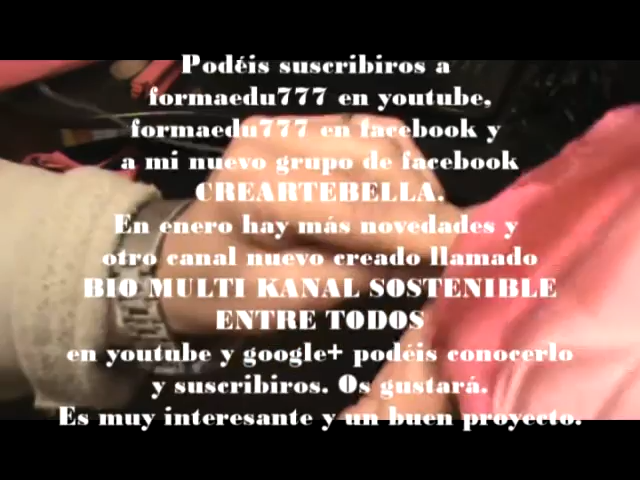 Podéis suscribiros a
formaedu777 en youtube,
formaedu777 en facebook y
a mi nuevo grupo de facebook
CREARTEBELLA.
En enero hay más novedades y
otro canal nuevo creado llamado
BIO MULTI KANAL SOSTENIBLE
ENTRE TODOS
en youtube y google+ podéis conocerlo
y suscribiros. Os gustará.
Es muy interesante y un buen proyecto.